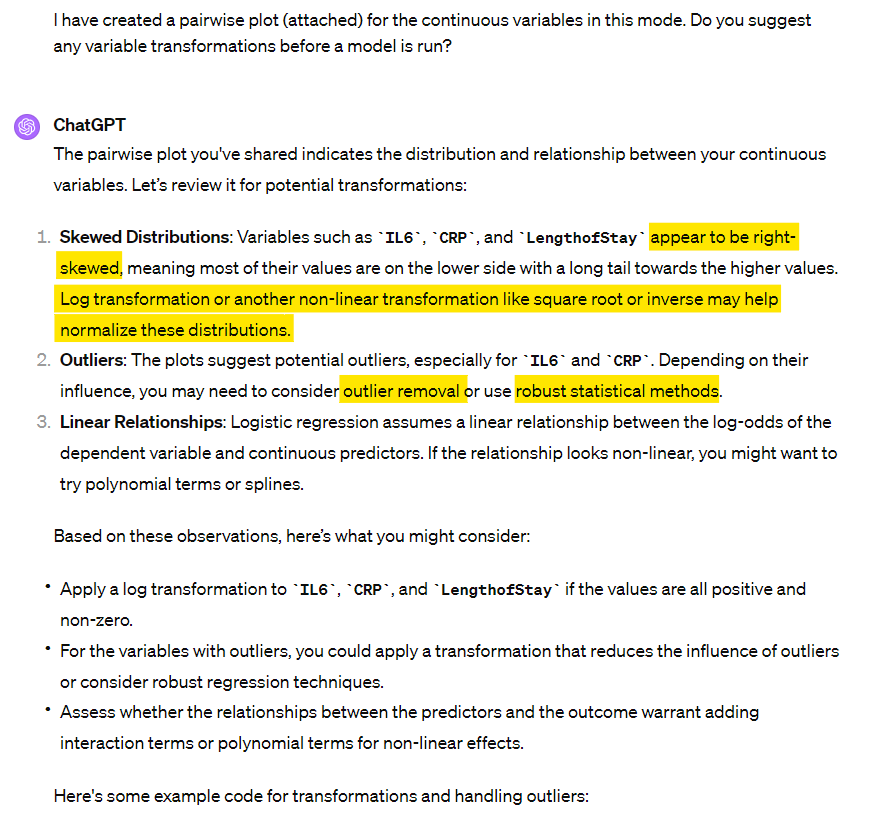 I have created a pairwise plot (attached) for the continuous variables in this mode. Do you suggest
any variable transformations before a model is run?
ChatGPT
The pairwise plot you've shared indicates the distribution and relationship between your continuous
variables. Let's review it for potential transformations:
1. Skewed Distributions: Variables such as `IL6`, `CRP`, and `LengthofStay` appear to be right-
skewed, meaning most of their values are on the lower side with a long tail towards the higher values.
Log transformation or another non-linear transformation like square root or inverse may help
normalize these distributions.
2. Outliers: The plots suggest potential outliers, especially for `IL6` and `CRP`. Depending on their
influence, you may need to consider outlier removal or use robust statistical methods.
3. Linear Relationships: Logistic regression assumes a linear relationship between the log-odds of the
dependent variable and continuous predictors. If the relationship looks non-linear, you might want to
try polynomial terms or splines.
Based on these observations, here's what you might consider:
• Apply a log transformation to `IL6`, `CRP`, and `LengthofStay` if the values are all positive and
non-zero.
• For the variables with outliers, you could apply a transformation that reduces the influence of outliers
or consider robust regression techniques.
• Assess whether the relationships between the predictors and the outcome warrant adding
interaction terms or polynomial terms for non-linear effects.
Here's some example code for transformations and handling outliers: